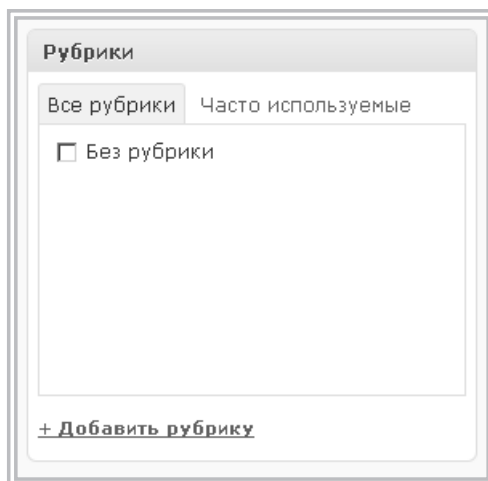 Рубрики
Все рубрики Часто используемые
Без рубрики
+ Добавить рубрику